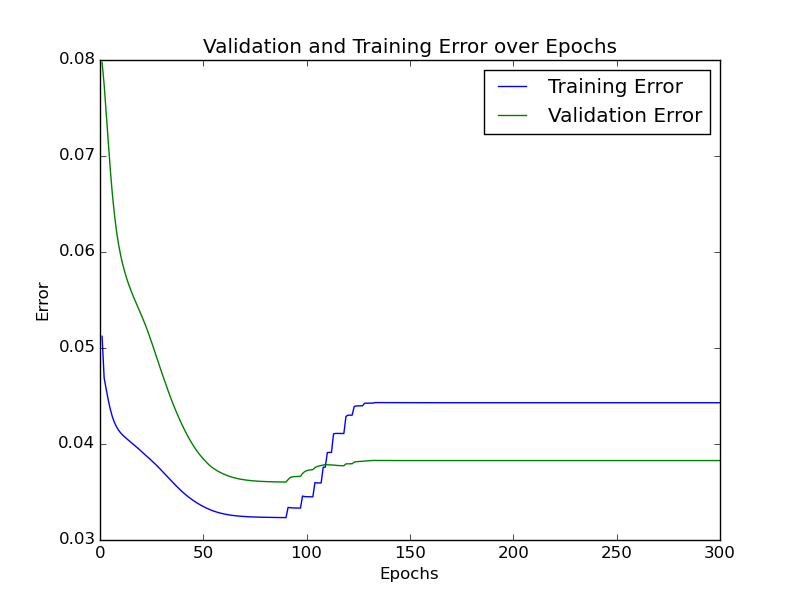 Validation and Training Error over Epochs
0.08
0.07
0.06
0.05
0.04
0.03
Error
Training Error
Validation Error
0 50 100 150 200 250 300
Epochs